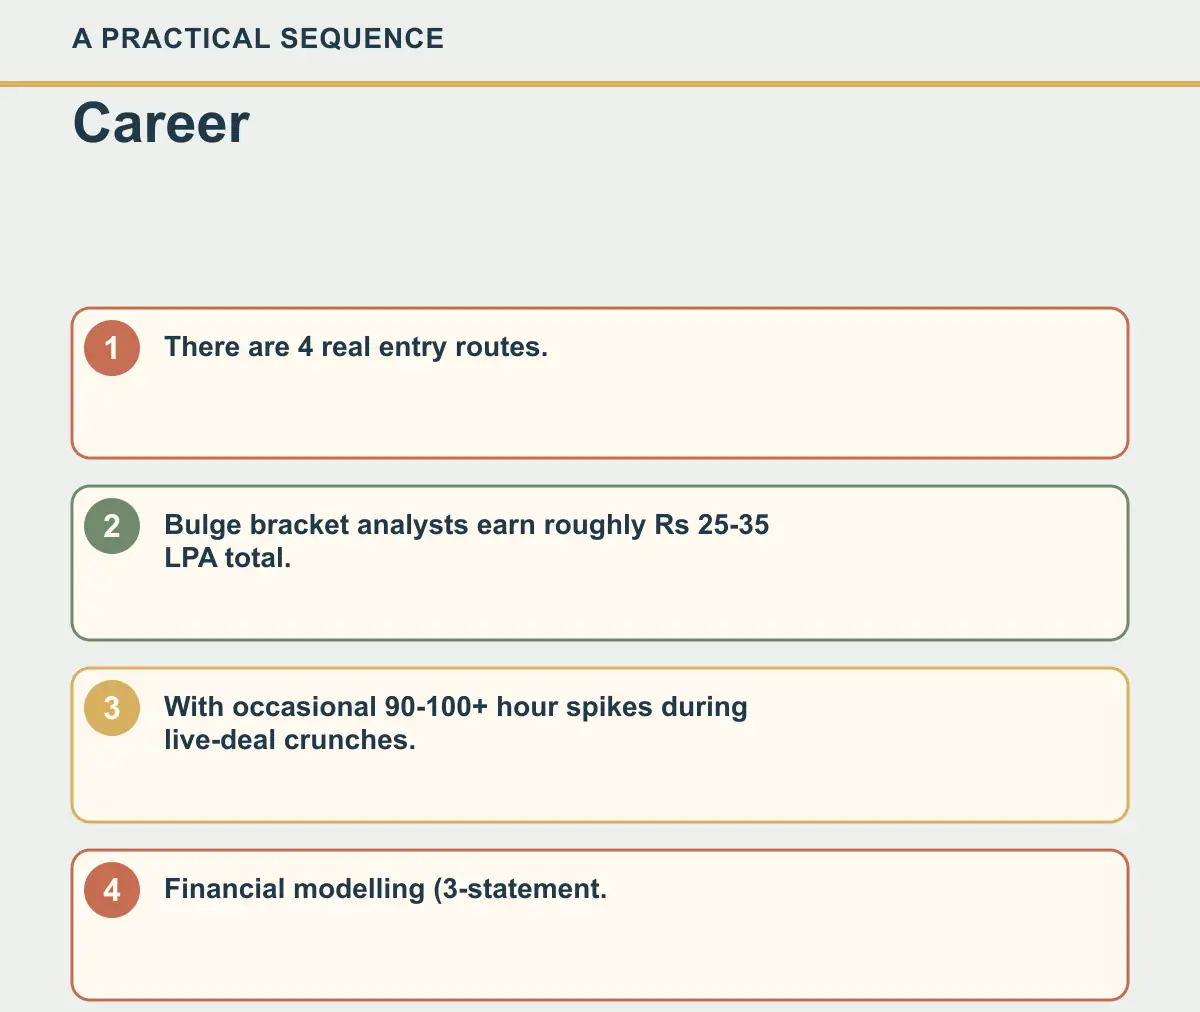 A PRACTICAL SEQUENCE
Career
1
There are 4 real entry routes.
2
Bulge bracket analysts earn roughly Rs 25-35
LPA total.
3
With occasional 90-100+ hour spikes during
live-deal crunches.
4
Financial modelling (3-statement.